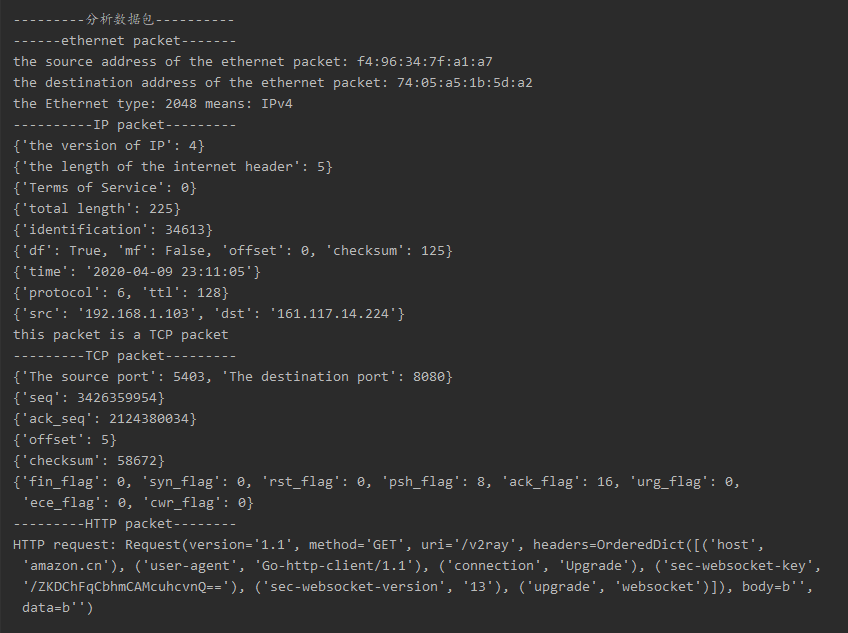 ---------分析数据包----------
------ethernet packet-------
the source address of the ethernet packet: f4:96:34:7f:a1:a7
the destination address of the ethernet packet: 74:05:a5:1b:5d:a2
the Ethernet type: 2048 means: IPv4
----------IP packet---------
{'the version of IP': 4}
{'the length of the internet header': 5}
{'Terms of Service': 0}
{'total length': 225}
{'identification': 34613}
{'df': True, 'mf': False, 'offset': 0, 'checksum': 125}
{'time': '2020-04-09 23:11:05'}
{'protocol': 6, 'ttl': 128}
{'src': '192.168.1.103', 'dst': '161.117.14.224'}
this packet is a TCP packet
---------TCP packet---------
{'The source port': 5403, 'The destination port': 8080}
{'seq': 3426359954}
{'ack_seq': 2124380034}
{'offset': 5}
{'checksum': 58672}
{'fin_flag': 0, 'syn_flag': 0, 'rst_flag': 0, 'psh_flag': 8, 'ack_flag': 16, 'urg_flag': 0,
'ece_flag': 0, 'cwr_flag': 0}
---------HTTP packet--------
HTTP request: Request(version='1.1', method='GET', uri='/v2ray', headers=OrderedDict([('host',
'amazon.cn'), ('user-agent', 'Go-http-client/1.1'), ('connection', 'Upgrade'), ('sec-websocket-key',
'/ZKDChFqCbhmCAMcuhcvnQ=='), ('sec-websocket-version', '13'), ('upgrade', 'websocket')]), body=b'',
data=b'')